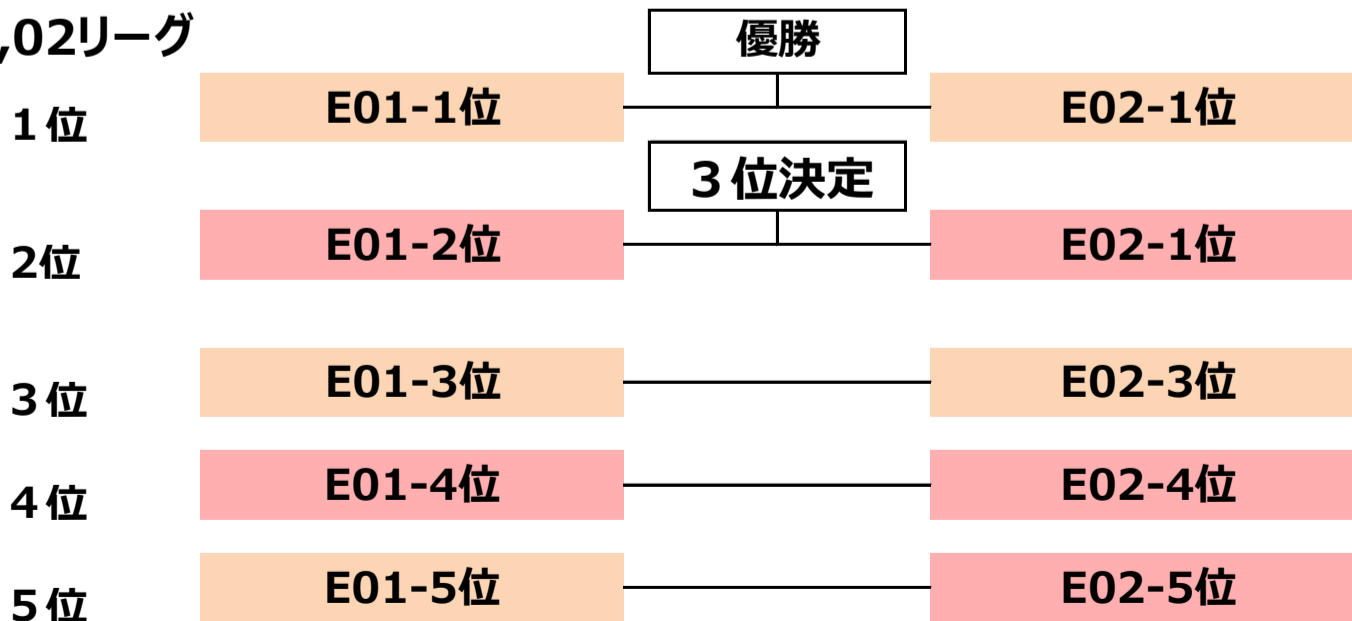 ,02リーグ
優勝
1位 E01-1位 E02-1位
3位決定
2位 E01-2位 E02-1位
3位 E01-3位 E02-3位
4位 E01-4位 E02-4位
5位 E01-5位 E02-5位